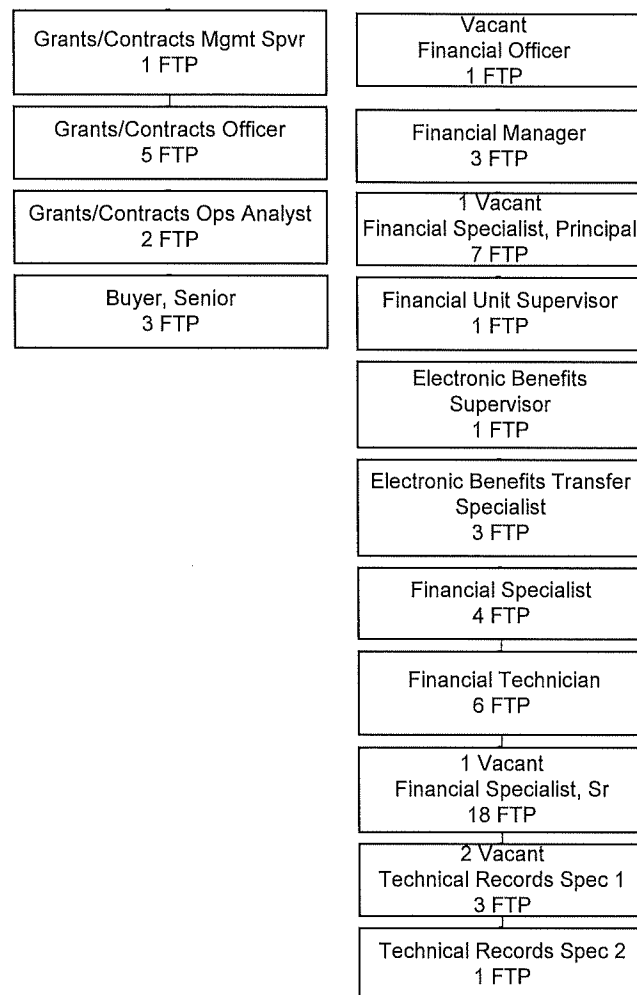 Grants/Contracts Mgmt Spvr
1 FTP
Grants/Contracts Officer
5 FTP
Grants/Contracts Ops Analyst
2 FTP
Buyer, Senior
3 FTP
Vacant
Financial Officer
1 FTP
Financial Manager
3 FTP
1 Vacant
Financial Specialist, Principal
7 FTP
Financial Unit Supervisor
1 FTP
Electronic Benefits
Supervisor
1 FTP
Electronic Benefits Transfer
Specialist
3 FTP
Financial Specialist
4 FTP
Financial Technician
6 FTP
1 Vacant
Financial Specialist, Sr
18 FTP
2 Vacant
Technical Records Spec 1
3 FTP
Technical Records Spec 2
1 FTP